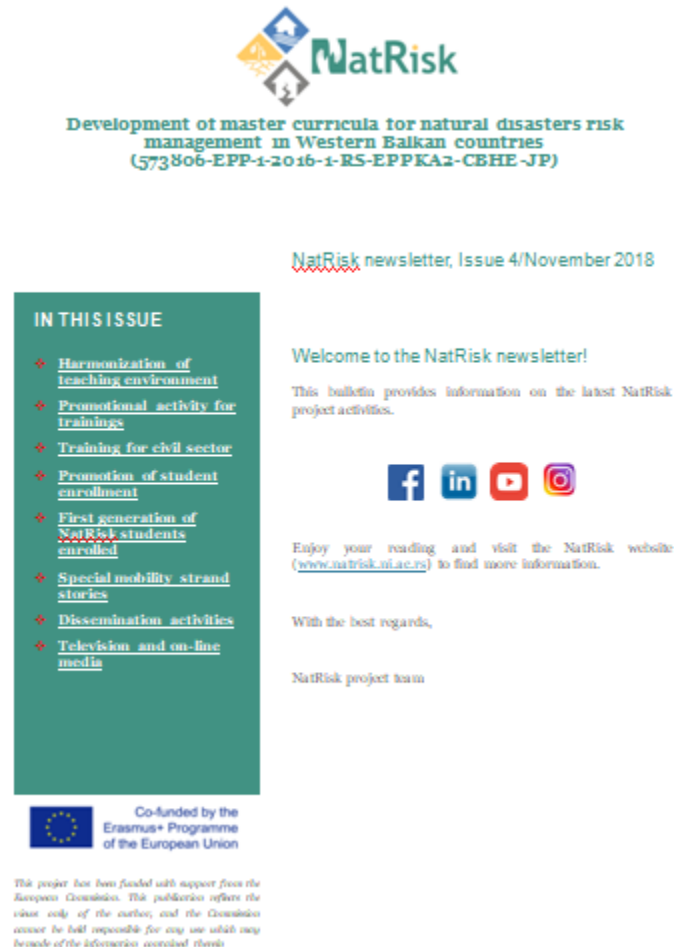 NatRisk
Development of master curricula for natural disasters risk
management in Western Balkan countries
(573806-EPP-1-2016-1-RS-EPPKA2-CBHE-JP)
NatRisk newsletter, Issue 4/November 2018
IN THIS ISSUE
Harmonization of
teaching environment
Promotional activity for
trainings
Training for civil sector
Promotion of student
enrollment
First generation of
NatRisk students
enrolled
Special mobility strand
stories
Dissemination activities
Television and on-line
media
Welcome to the NatRisk newsletter!
This bulletin provides information on the latest NatRisk
project activities.
Enjoy your reading and visit the NatRisk website
(www.natrisk.ni.ac.rs) to find more information.
With the best regards,
NatRisk project team
Co-funded by the
Erasmus+ Programme
of the European Union
This project has been funded with support from the
European Commission. This publication reflects the
views only of the author, and the Commission
cannot be held responsible for any use which may
be made of the information contained therein